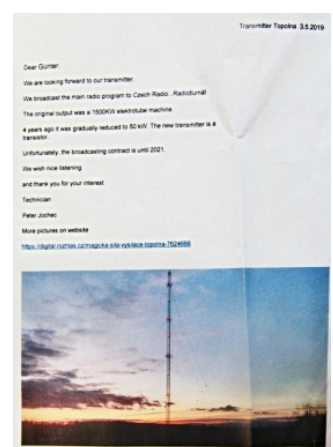 Transmitter Topolna 3.5.2019
Dear Günter
We are looking forward to our transmitter.
We broadcast the main radio program to Czech Radio...Radiožurnál
The original output was a 1500KW elektrotube machine.
4 years ago it was gradually reduced to 50 kW. The new transmitter is a
transistor...
Unfortunately, the broadcasting contract is until 2021.
We wish nice listening
and thank you for your interest.
Technician
Peter Jochec
More pictures on website
https://digital.rozhlas.cz/magicka-sila-vysilace-topolna-7624666